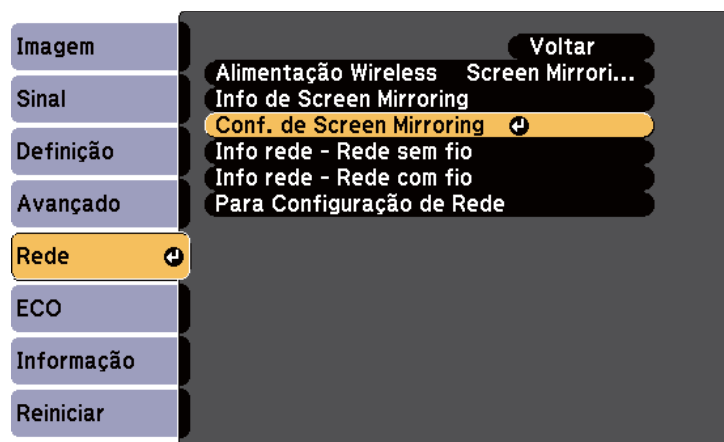 Imagem
Sinal
Definição
Avançado
Rede
ECO
Informação
Reiniciar
Voltar
Alimentação Wireless Screen Mirrori...
Info de Screen Mirroring
Conf. de Screen Mirroring
Info rede - Rede sem fio
Info rede - Rede com fio
Para Configuração de Rede